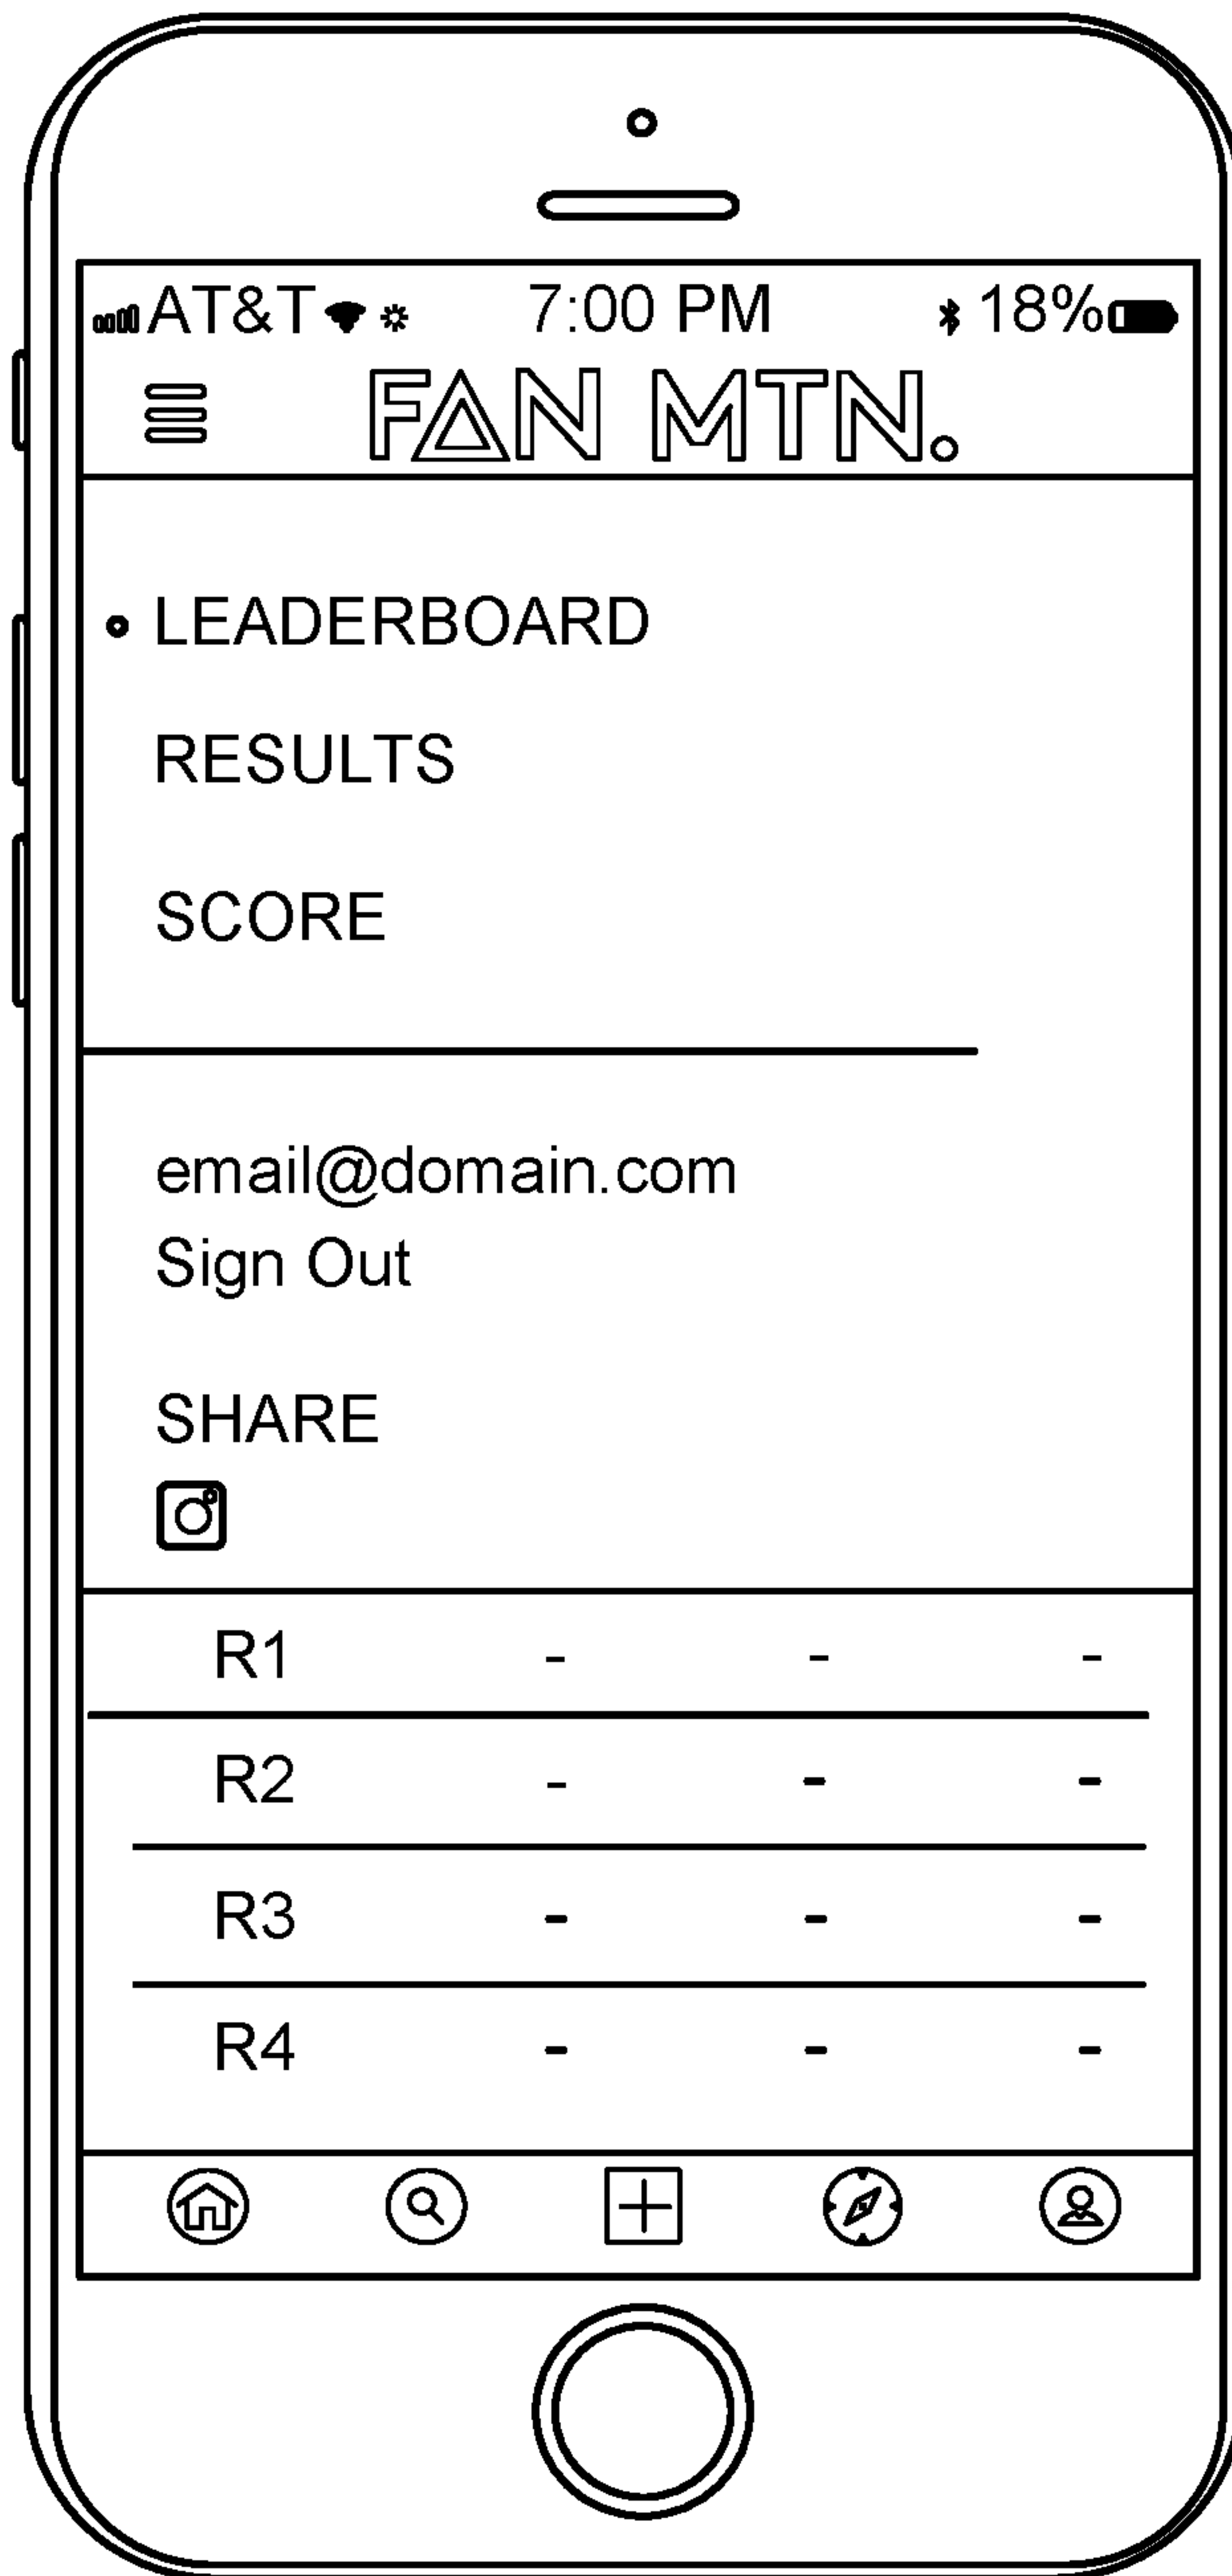 AT&T 7:00 PM 18%
FAN MTN.
LEADERBOARD
RESULTS
SCORE
email@domain.com
Sign Out
SHARE
R1 - - -
R2 - - -
R3 - - -
R4 - - -